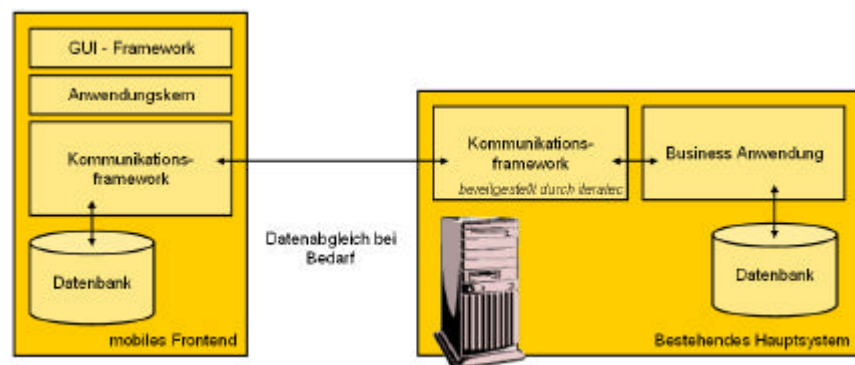 GUI - Framework
Anwendungskern
Kommunikations-
framework
Datenbank
mobiles Frontend
Datenabgleich bei
Bedarf
Kommunikations-
framework
bereitgestellt durch iteratec
Business Anwendung
Datenbank
Bestehendes Hauptsystem